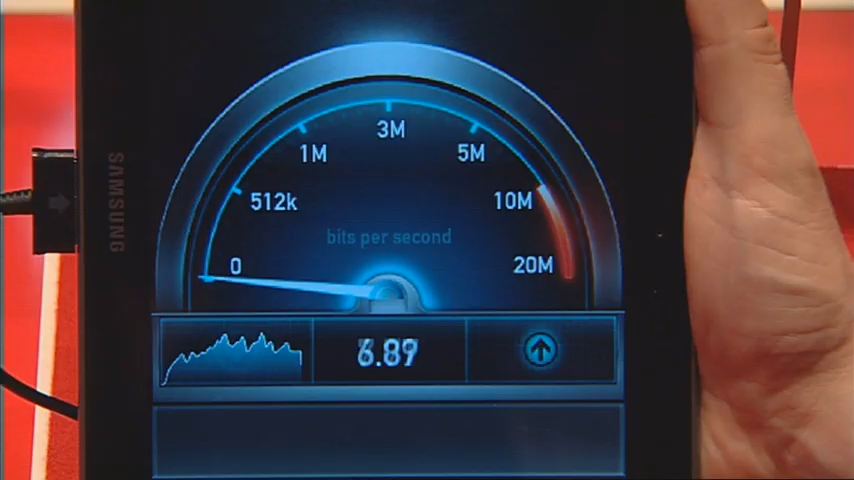 SAMSUNG
3M
1M
5M
512k
10M
bits per second
0
20M
6.89